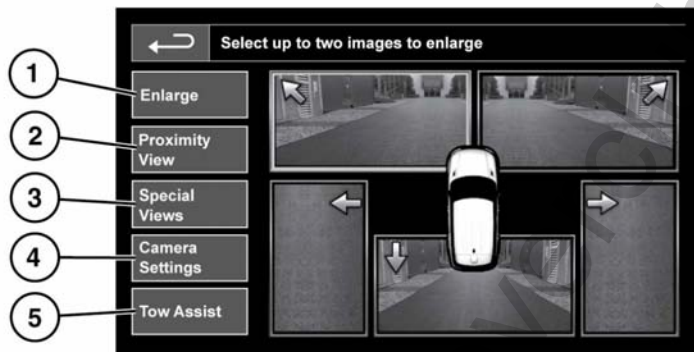 Select up to two images to enlarge
1
Enlarge
2
Proximity
View
3
Special
Views
4
Camera
Settings
5
Tow Assist